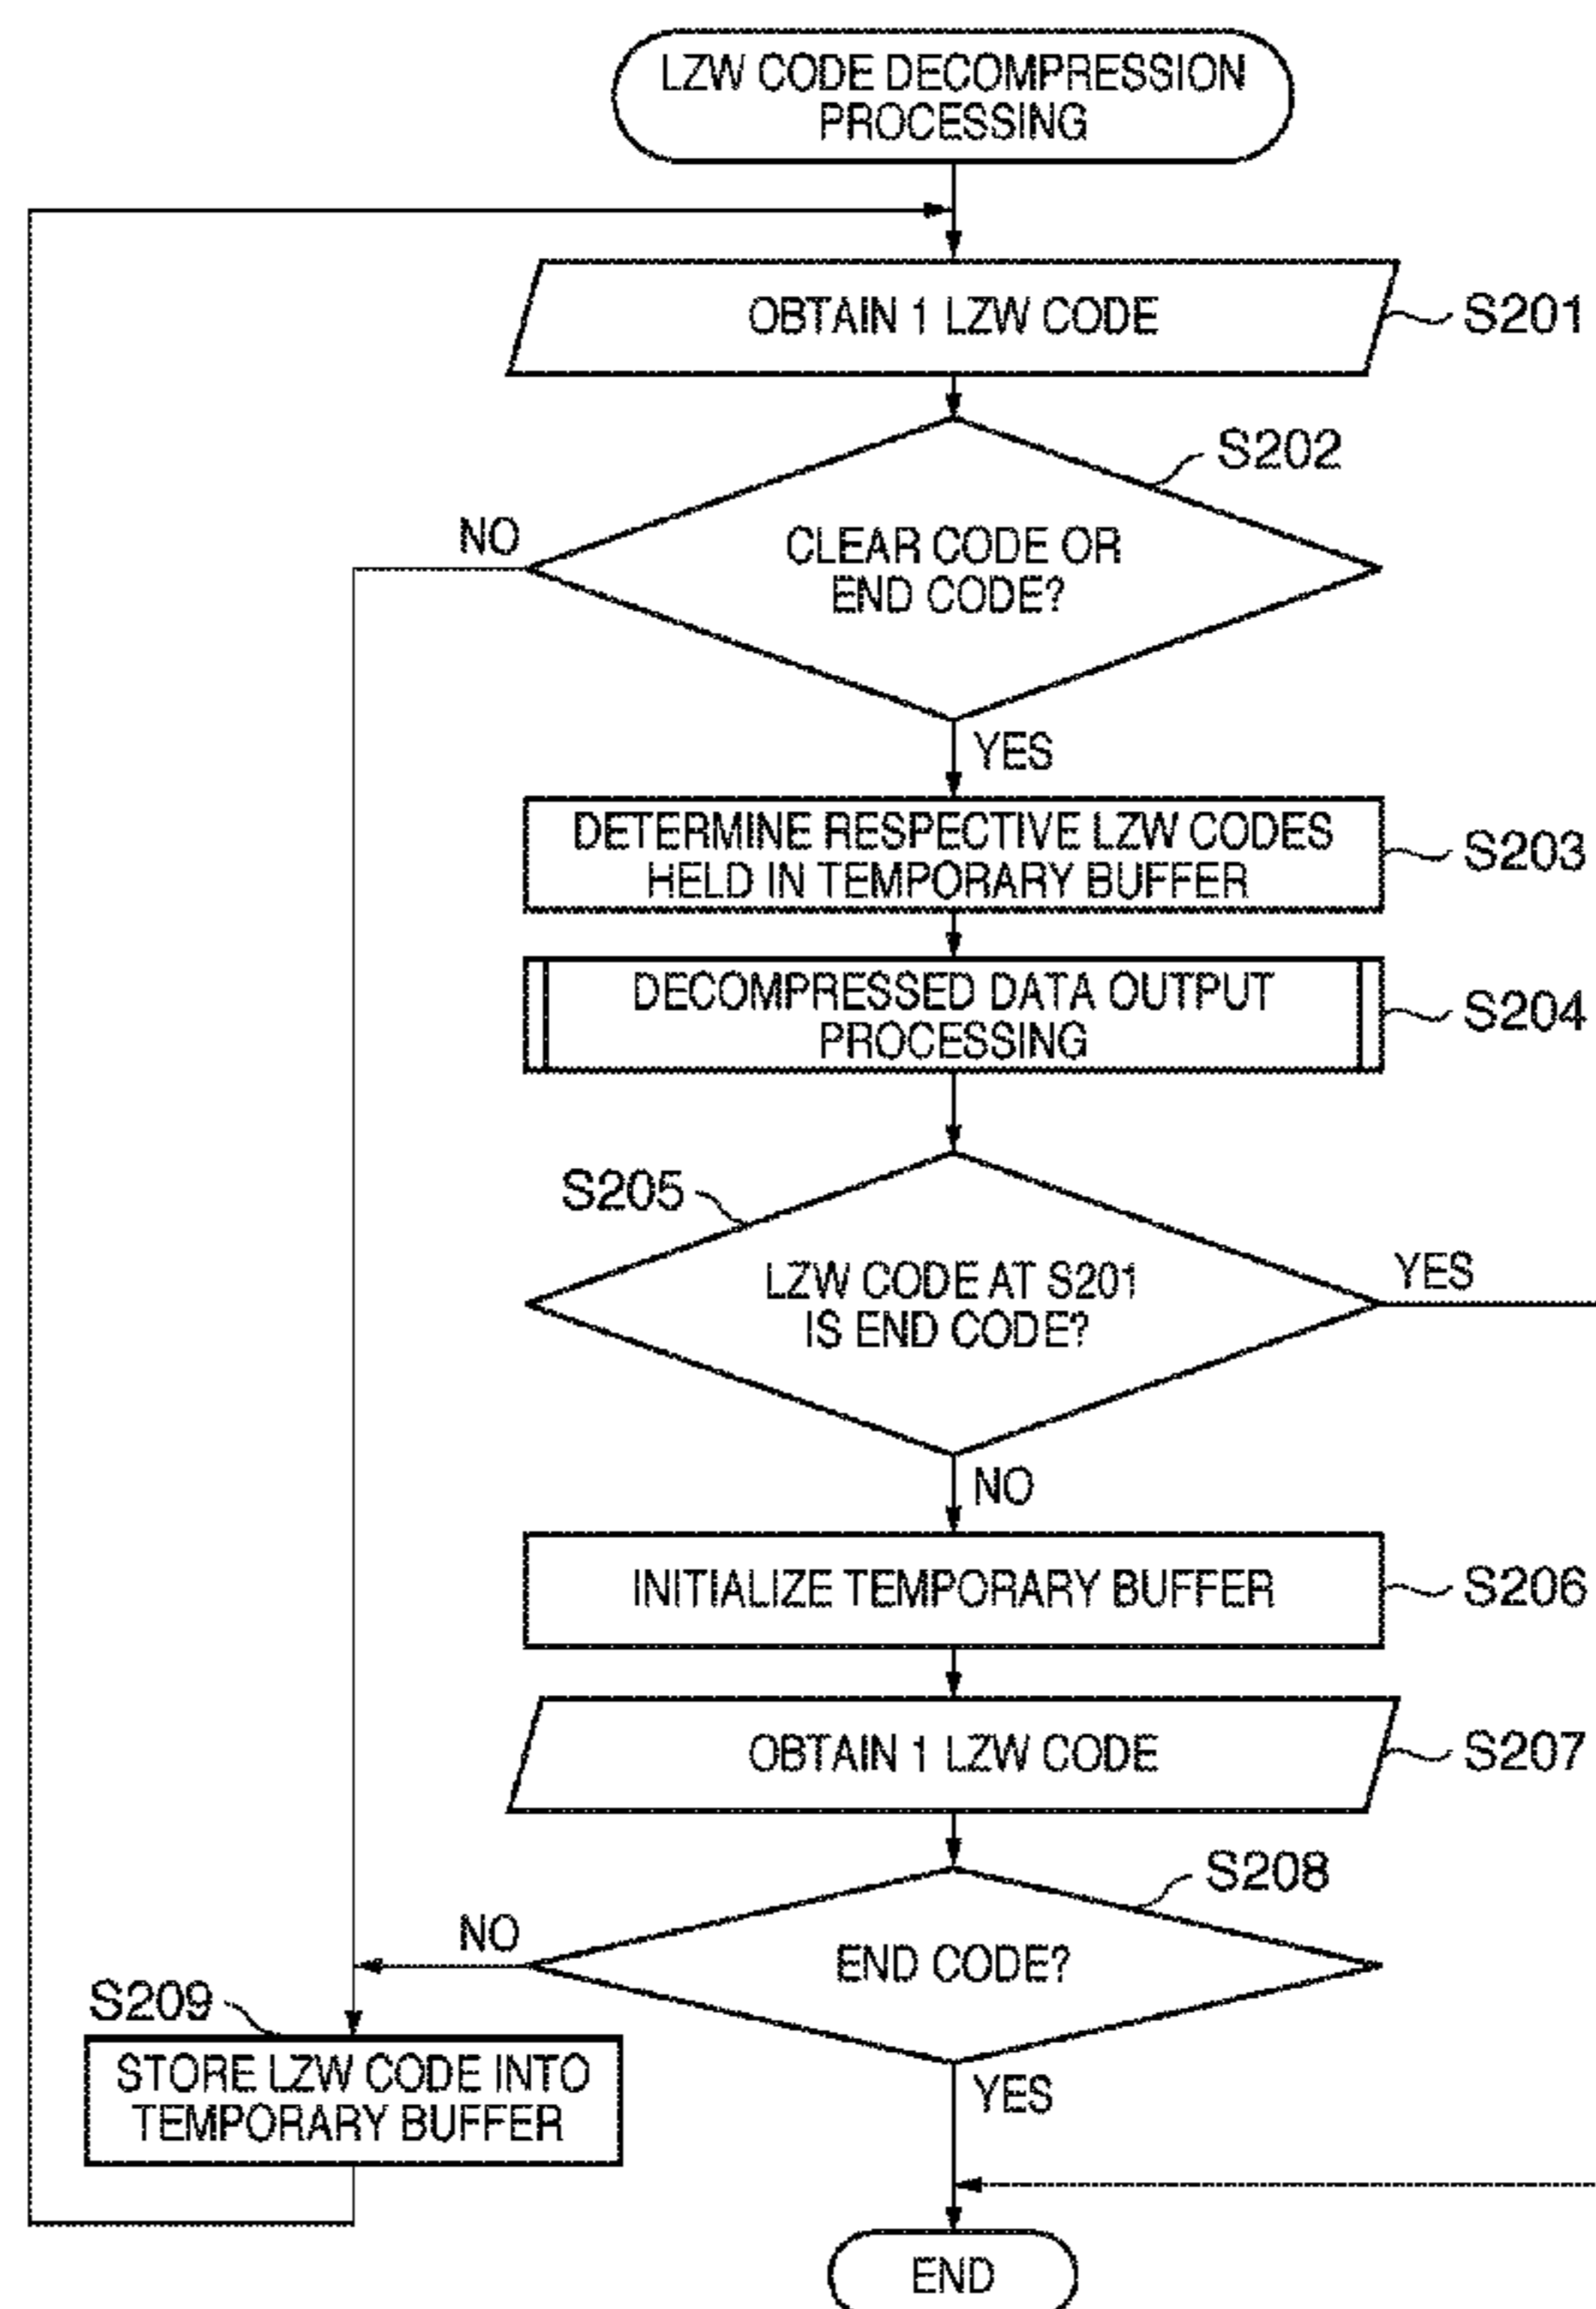 LZW CODE DECOMPRESSION
PROCESSING
OBTAIN 1 LZW CODE
S201
S202
NO
CLEAR CODE OR
END CODE?
YES
DETERMINE RESPECTIVE LZW CODES
HELD IN TEMPORARY BUFFER
S203
DECOMPRESSED DATA OUTPUT
PROCESSING
S204
S205
LZW CODE AT S201
IS END CODE?
YES
NO
INITIALIZE TEMPORARY BUFFER
S206
OBTAIN 1 LZW CODE
S207
S208
NO
END CODE?
S209
STORE LZW CODE INTO
TEMPORARY BUFFER
YES
END